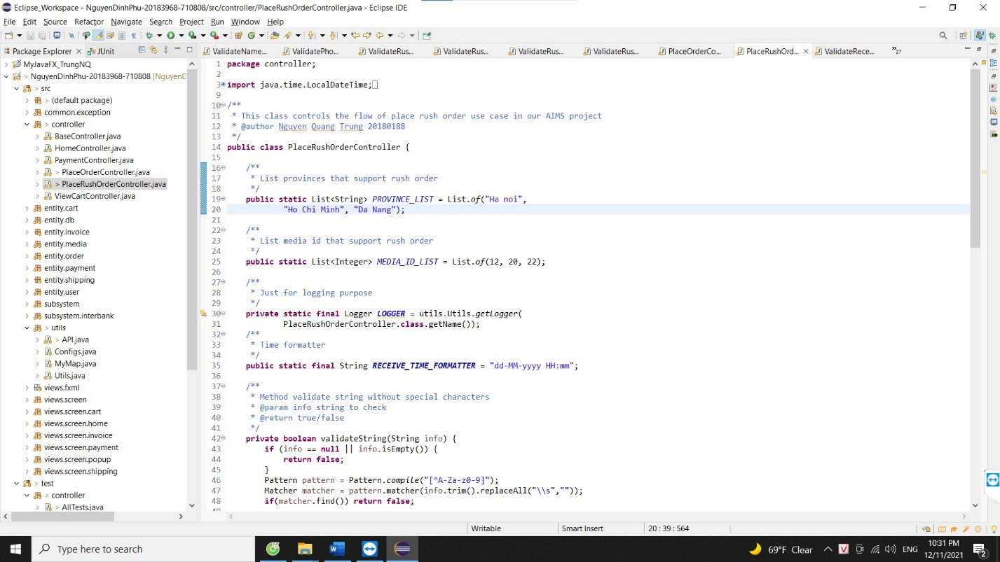 Eclipse_Workspace - NguyenDinhPhu-20183968-710808/src/controller/PlaceRushOrderController.java - Eclipse IDE
File Edit Source Refactor Navigate Search Project Run Window Help
Package Explorer
JUnit
MyJavaFX_TrungNQ
> NguyenDinhPhu-20183968-710808 [NguyenD
> src
> (default package)
common.exception
> controller
BaseController.java
HomeController.java
PaymentController.java
> PlaceOrderController.java
> PlaceRushOrderController.java
ViewCartController.java
entity.cart
entity.db
entity.invoice
entity.media
entity.order
entity.payment
entity.shipping
entity.user
subsystem
subsystem.interbank
> utils
> API.java
Configs.java
MyMap.java
Utils.java
views.fxml
views.screen
views.screen.cart
views.screen.home
views.screen.invoice
views.screen.payment
views.screen.popup
views.screen.shipping
> test
> controller
> AllTests.java
ValidateName... ValidatePho... ValidateRus... ValidateRus... ValidateRus... ValidateRus... PlaceOrderCo... PlaceRushOrd... ValidateRece... »27
1 package controller;
2
3 import java.time.LocalDateTime;
9
10 /**
11 * This class controls the flow of place rush order use case in our AIMS project
12 * @author Nguyen Quang Trung 20180188
13 */
14 public class PlaceRushOrderController {
15
16 /**
17 * List provinces that support rush order
18 */
19 public static List<String> PROVINCE_LIST = List.of("Ha noi",
20 "Ho Chi Minh", "Da Nang");
21
22 /**
23 * List media id that support rush order
24 */
25 public static List<Integer> MEDIA_ID_LIST = List.of(12, 20, 22);
26
27 /**
28 * Just for logging purpose
29 */
30 private static final Logger LOGGER = utils.Utils.getLogger(
31 PlaceRushOrderController.class.getName());
32 /**
33 * Time formatter
34 */
35 public static final String RECEIVE_TIME_FORMATTER = "dd-MM-yyyy HH:mm";
36
37 /**
38 * Method validate string without special characters
39 * @param info string to check
40 * @return true/false
41 */
42 private boolean validateString(String info) {
43 if (info == null || info.isEmpty()) {
44 return false;
45 }
46 Pattern pattern = Pattern.compile("[^A-Za-z0-9]");
47 Matcher matcher = pattern.matcher(info.trim().replaceAll("\\s",""));
48 if(matcher.find()) return false;
Writable Smart Insert 20 : 39 : 564
Type here to search
69°F Clear
ENG
10:31 PM
12/11/2021
2